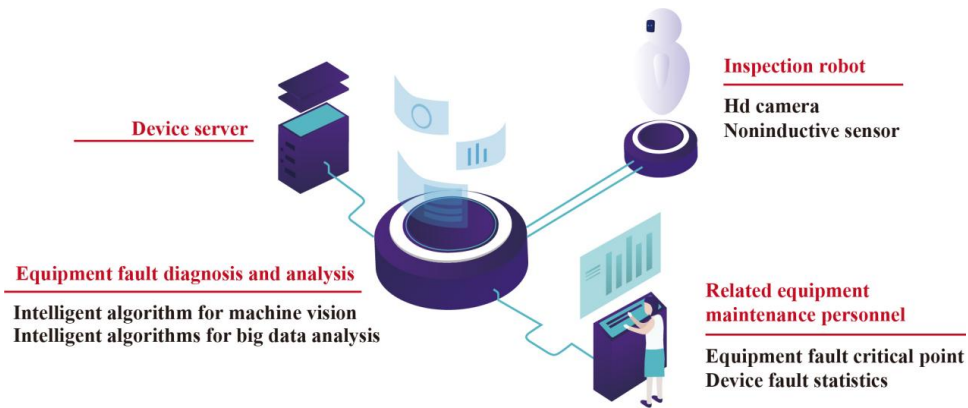 Inspection robot
Hd camera
Noninductive sensor
Device server
Equipment fault diagnosis and analysis
Intelligent algorithm for machine vision
Intelligent algorithms for big data analysis
Related equipment
maintenance personnel
Equipment fault critical point
Device fault statistics